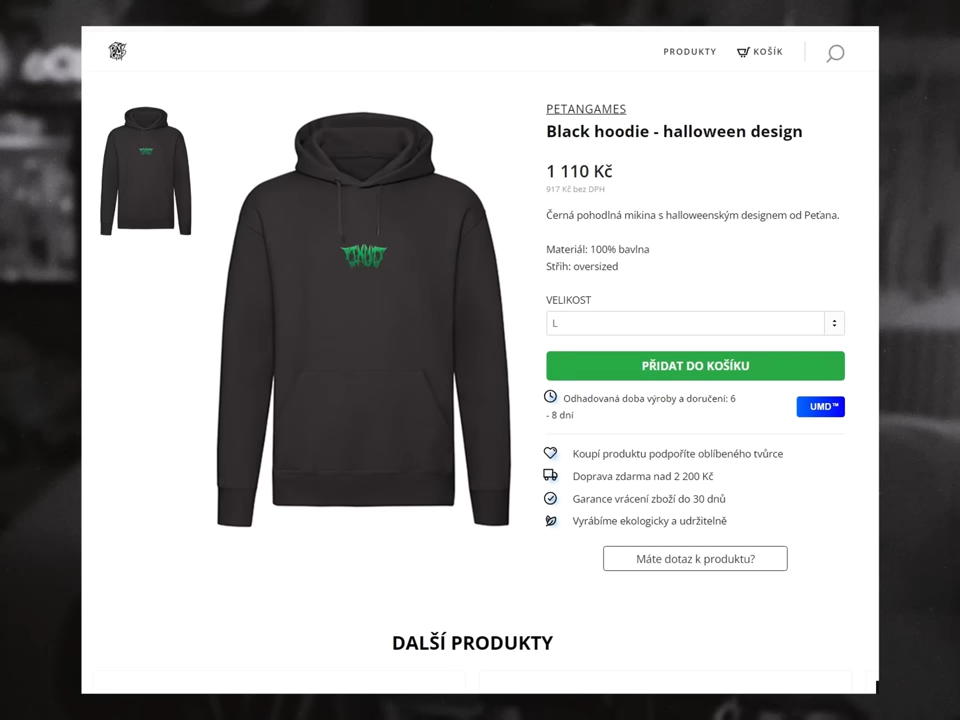 PRODUKTY
KOŠÍK
PETANGAMES
Black hoodie - halloween design
1 110 Kč
917 Kč bez DPH
Černá pohodlná mikina s halloweenským designem od Peťana.
Materiál: 100% bavlna
Střih: oversized
VELIKOST
L
PŘIDAT DO KOŠÍKU
Odhadovaná doba výroby a doručení: 6
- 8 dní
UMD™
Koupí produktu podpoříte oblíbeného tvůrce
Doprava zdarma nad 2 200 Kč
Garance vrácení zboží do 30 dnů
Vyrábíme ekologicky a udržitelně
Máte dotaz k produktu?
DALŠÍ PRODUKTY